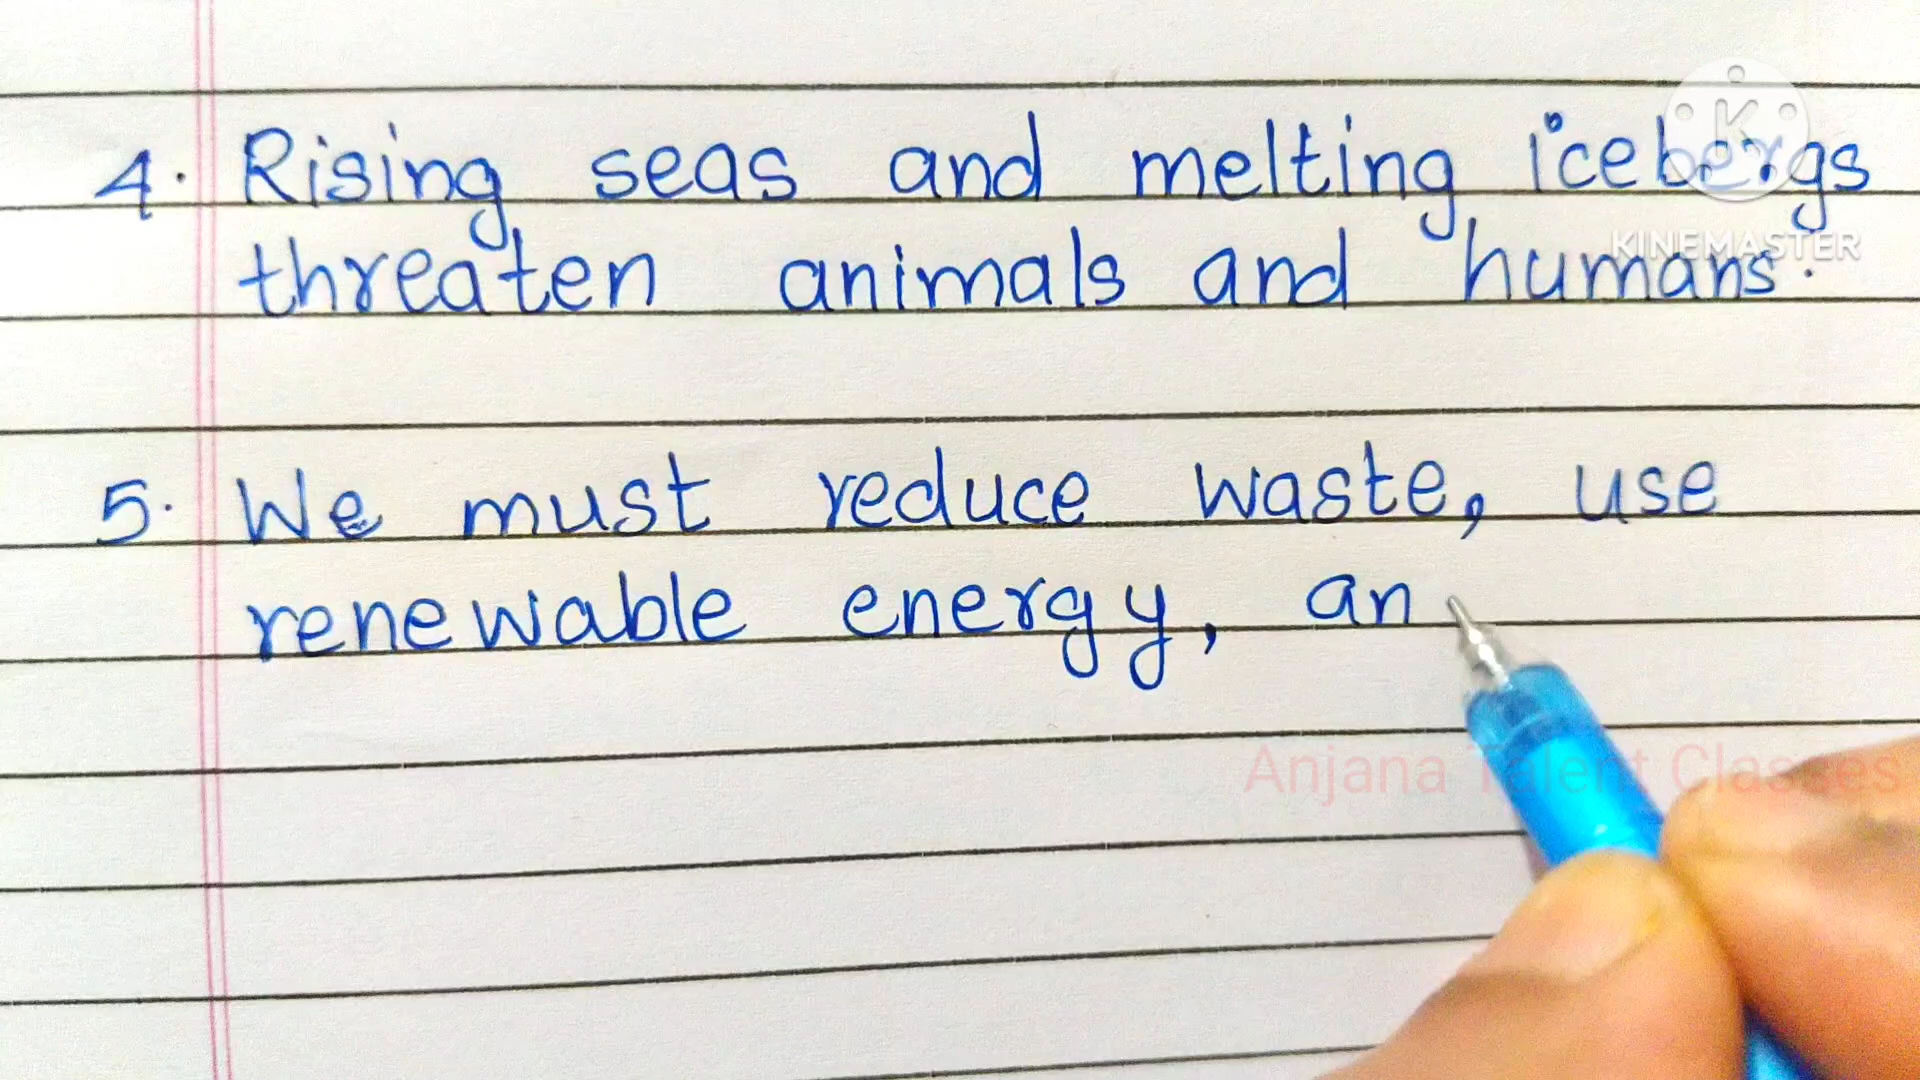 4. Rising seas and melting icebergs
KINEMASTER
threaten animals and humans.
5. We must reduce waste, use
renewable energy, an
Anjana Talent Classes